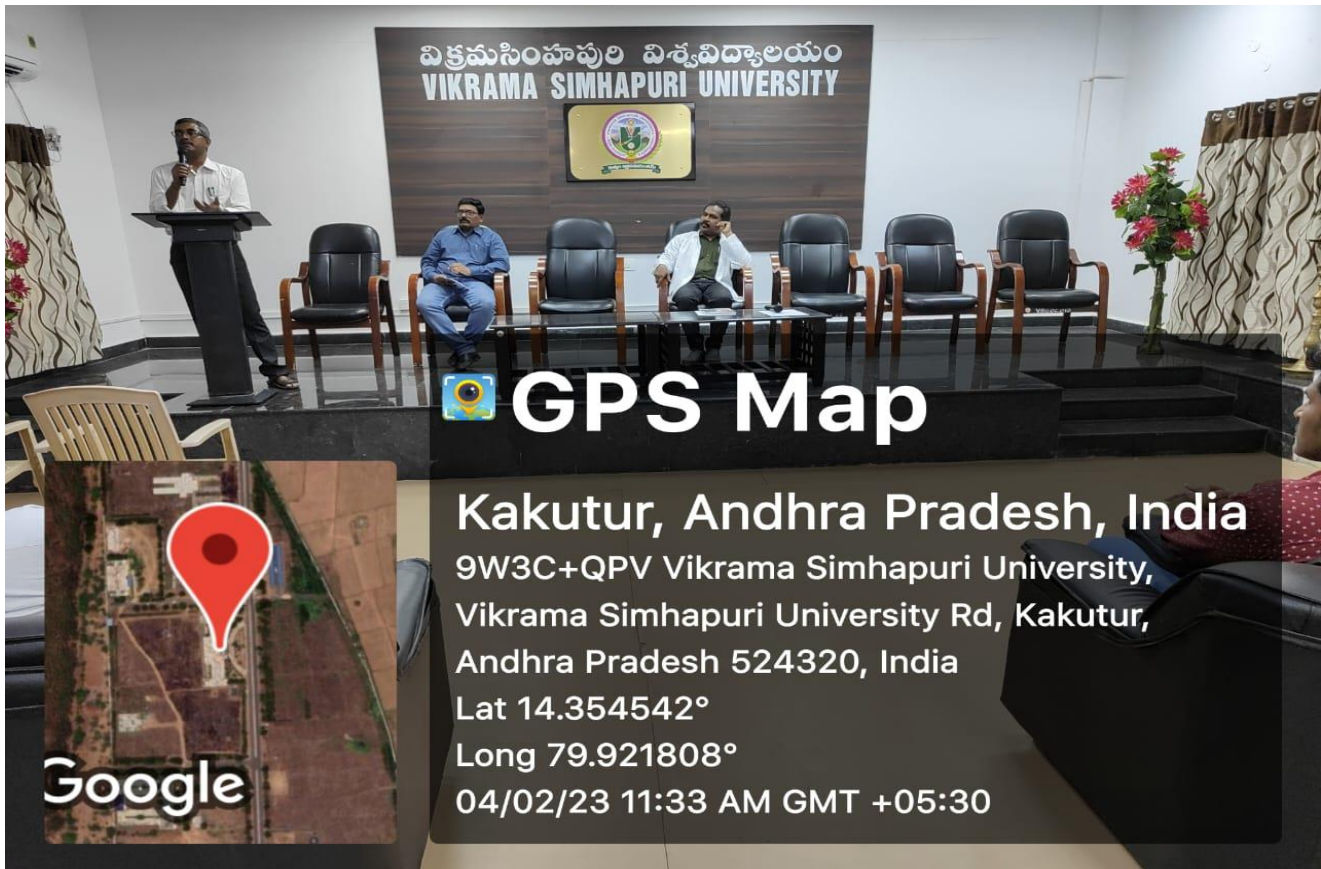 విక్రమసింహపురి విశ్వవిద్యాలయం
VIKRAMA SIMHAPURI UNIVERSITY
GPS Map
Kakutur, Andhra Pradesh, India
9W3C+QPV Vikrama Simhapuri University,
Vikrama Simhapuri University Rd, Kakutur,
Andhra Pradesh 524320, India
Lat 14.354542°
Long 79.921808°
04/02/23 11:33 AM GMT +05:30
Google